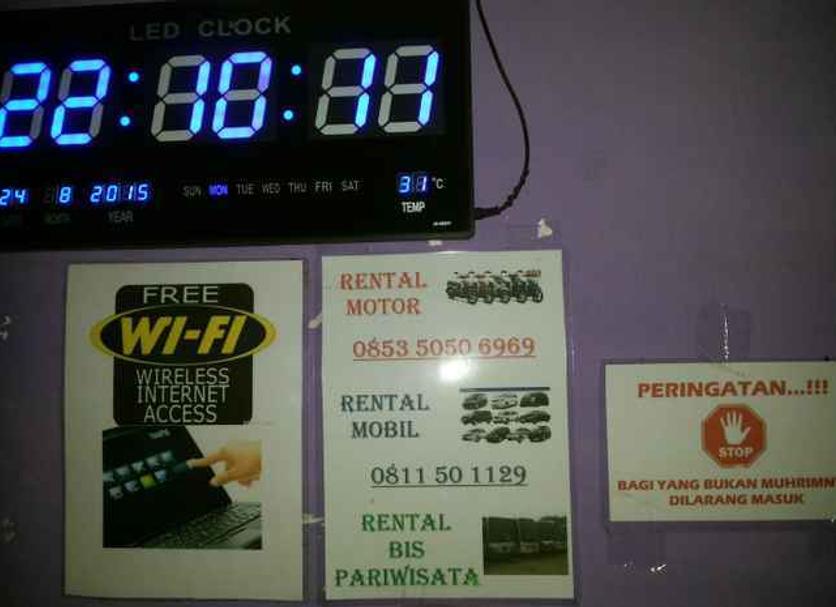 LED CLOCK
22:10:11
24 8 2015 SUN MON TUE WED THU FRI SAT 31 °C
MONTH YEAR TEMP
FREE
WI-FI
WIRELESS
INTERNET
ACCESS
RENTAL
MOTOR
0853 5050 6969
RENTAL
MOBIL
0811 50 1129
RENTAL
BIS
PARIWISATA
PERINGATAN...!!!
STOP
BAGI YANG BUKAN MUHRIMN
DILARANG MASUK